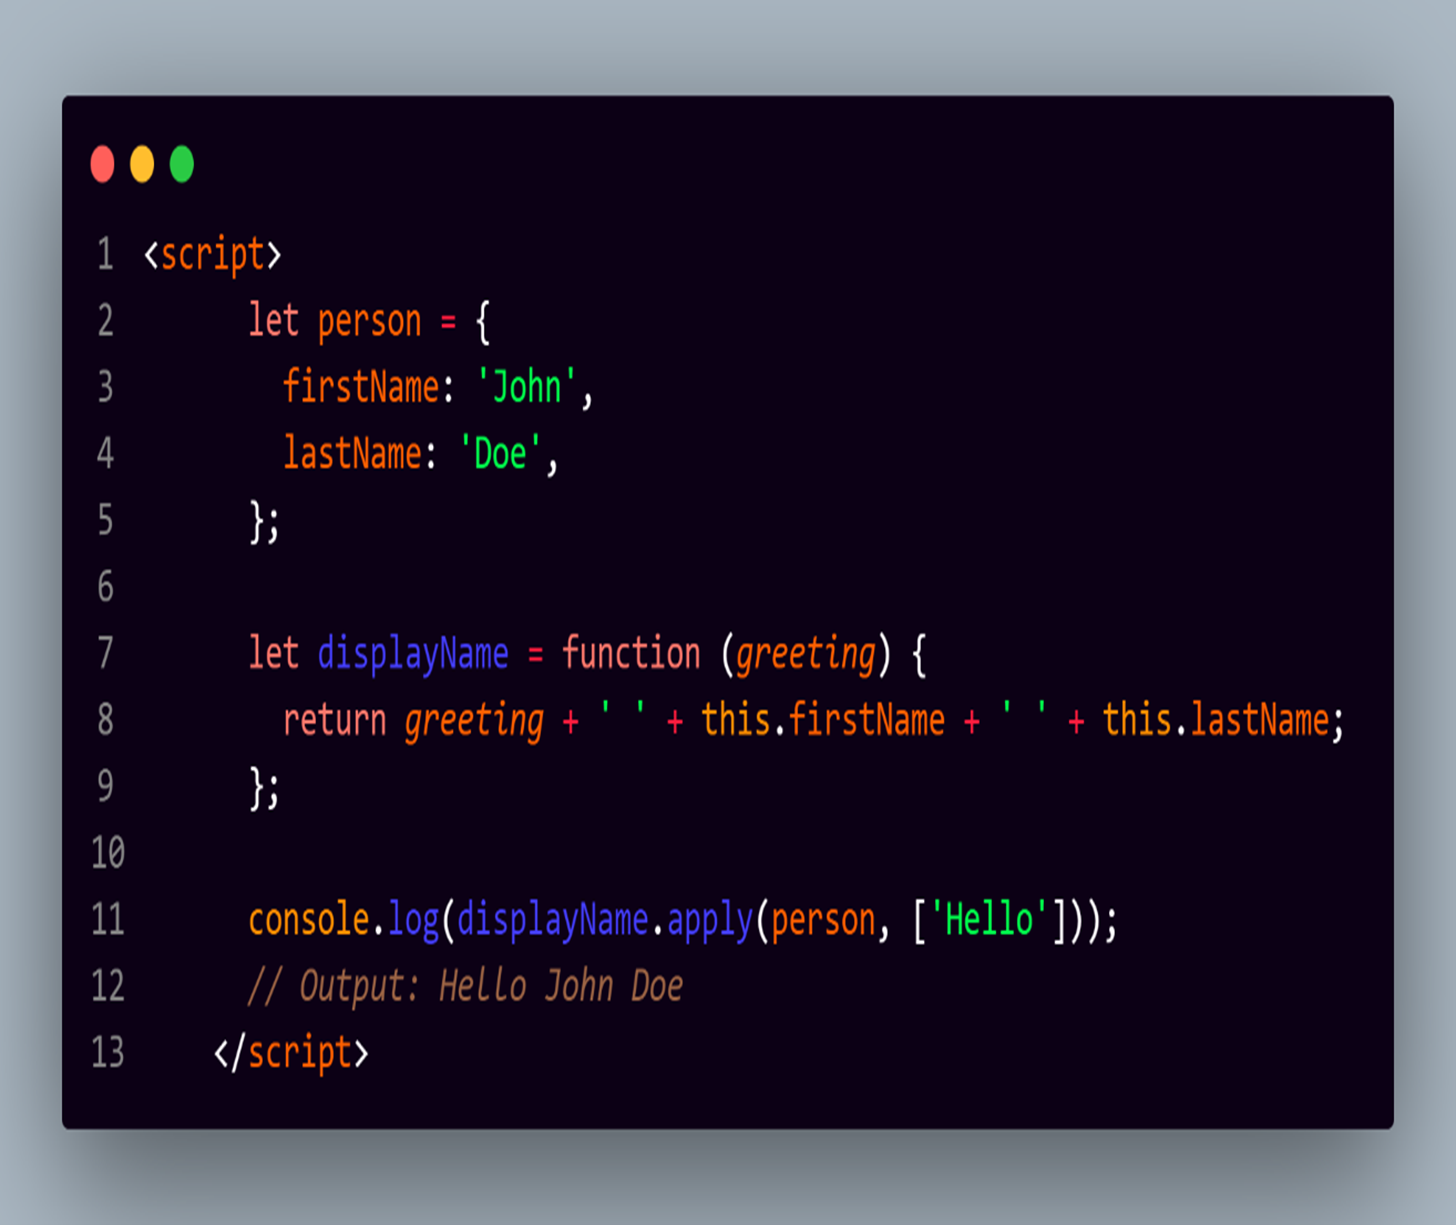 1 <script>
2       let person = {
3         firstName: 'John',
4         lastName: 'Doe',
5       };
6
7       let displayName = function (greeting) {
8         return greeting + ' ' + this.firstName + ' ' + this.lastName;
9       };
10
11       console.log(displayName.apply(person, ['Hello']));
12       // Output: Hello John Doe
13     </script>